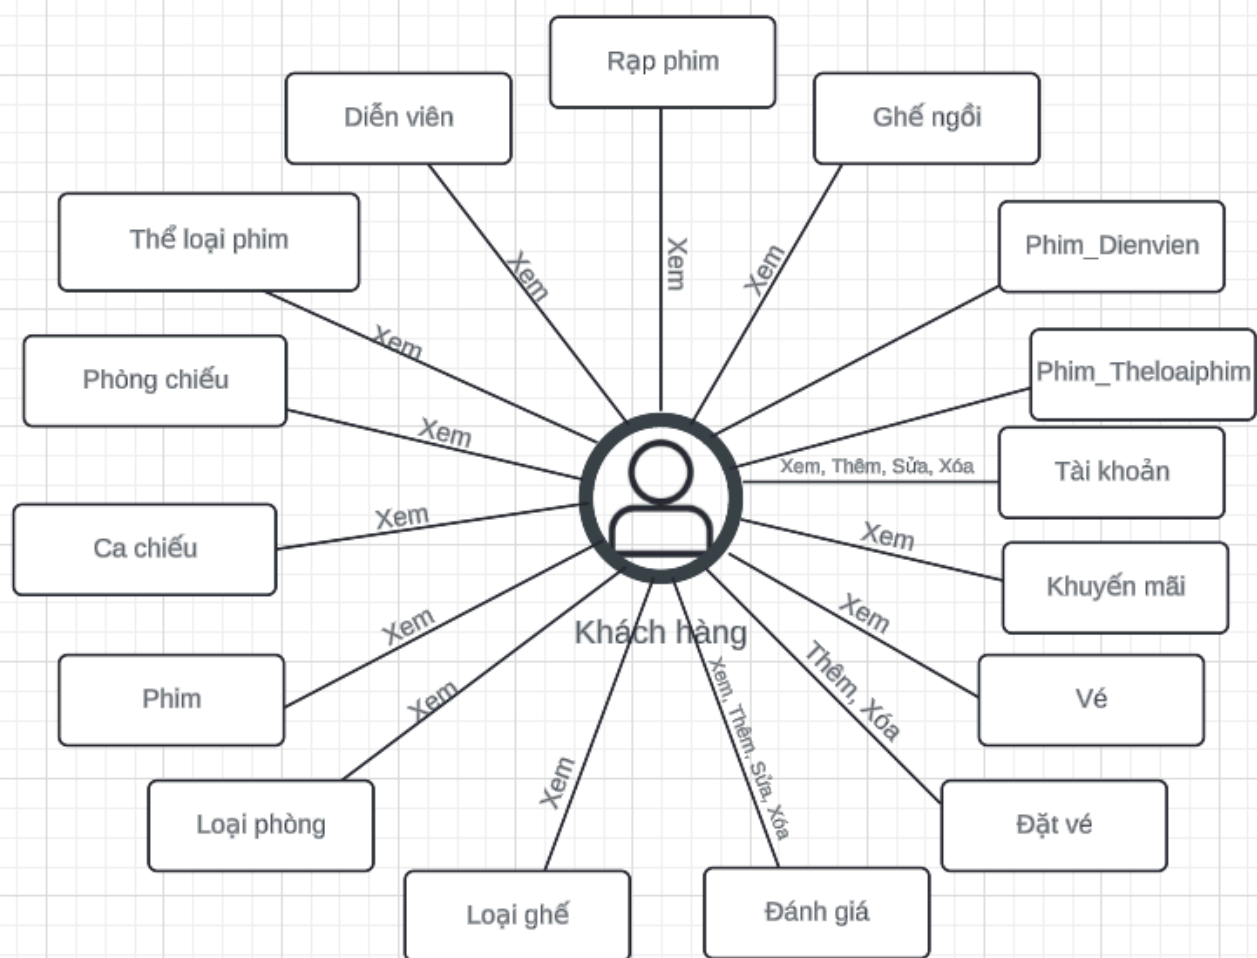 Rạp phim
Diễn viên
Ghế ngồi
Thể loại phim
Phim_Dienvien
Xem
Xem
Xem
Xem
Phòng chiếu
Phim_Theloaiphim
Xem
Xem, Thêm, Sửa, Xóa
Tài khoản
Ca chiếu
Xem
Xem
Khuyến mãi
Khách hàng
Xem
Xem
Phim
Xem
Xem, Thêm, Sửa, Xóa
Thêm, Xóa
Vé
Loại phòng
Xem
Đặt vé
Loại ghế
Đánh giá